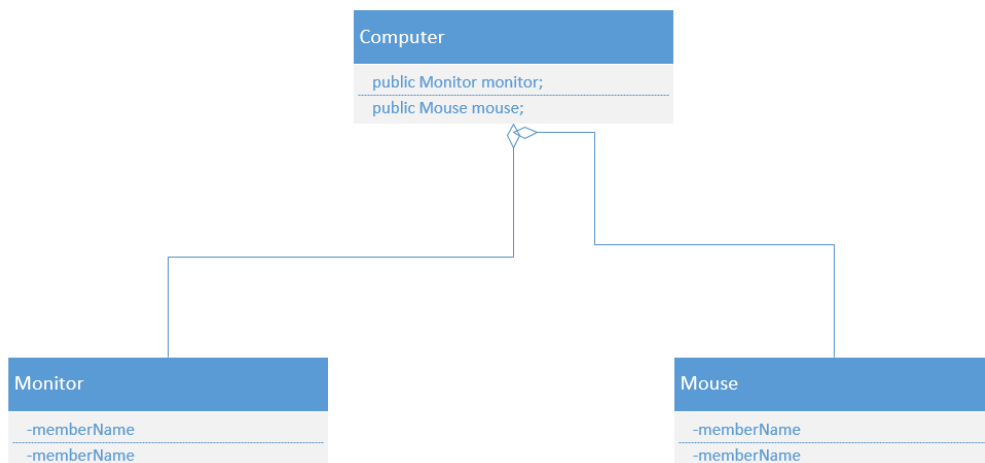 Computer
public Monitor monitor;
public Mouse mouse;
Monitor
-memberName
-memberName
Mouse
-memberName
-memberName